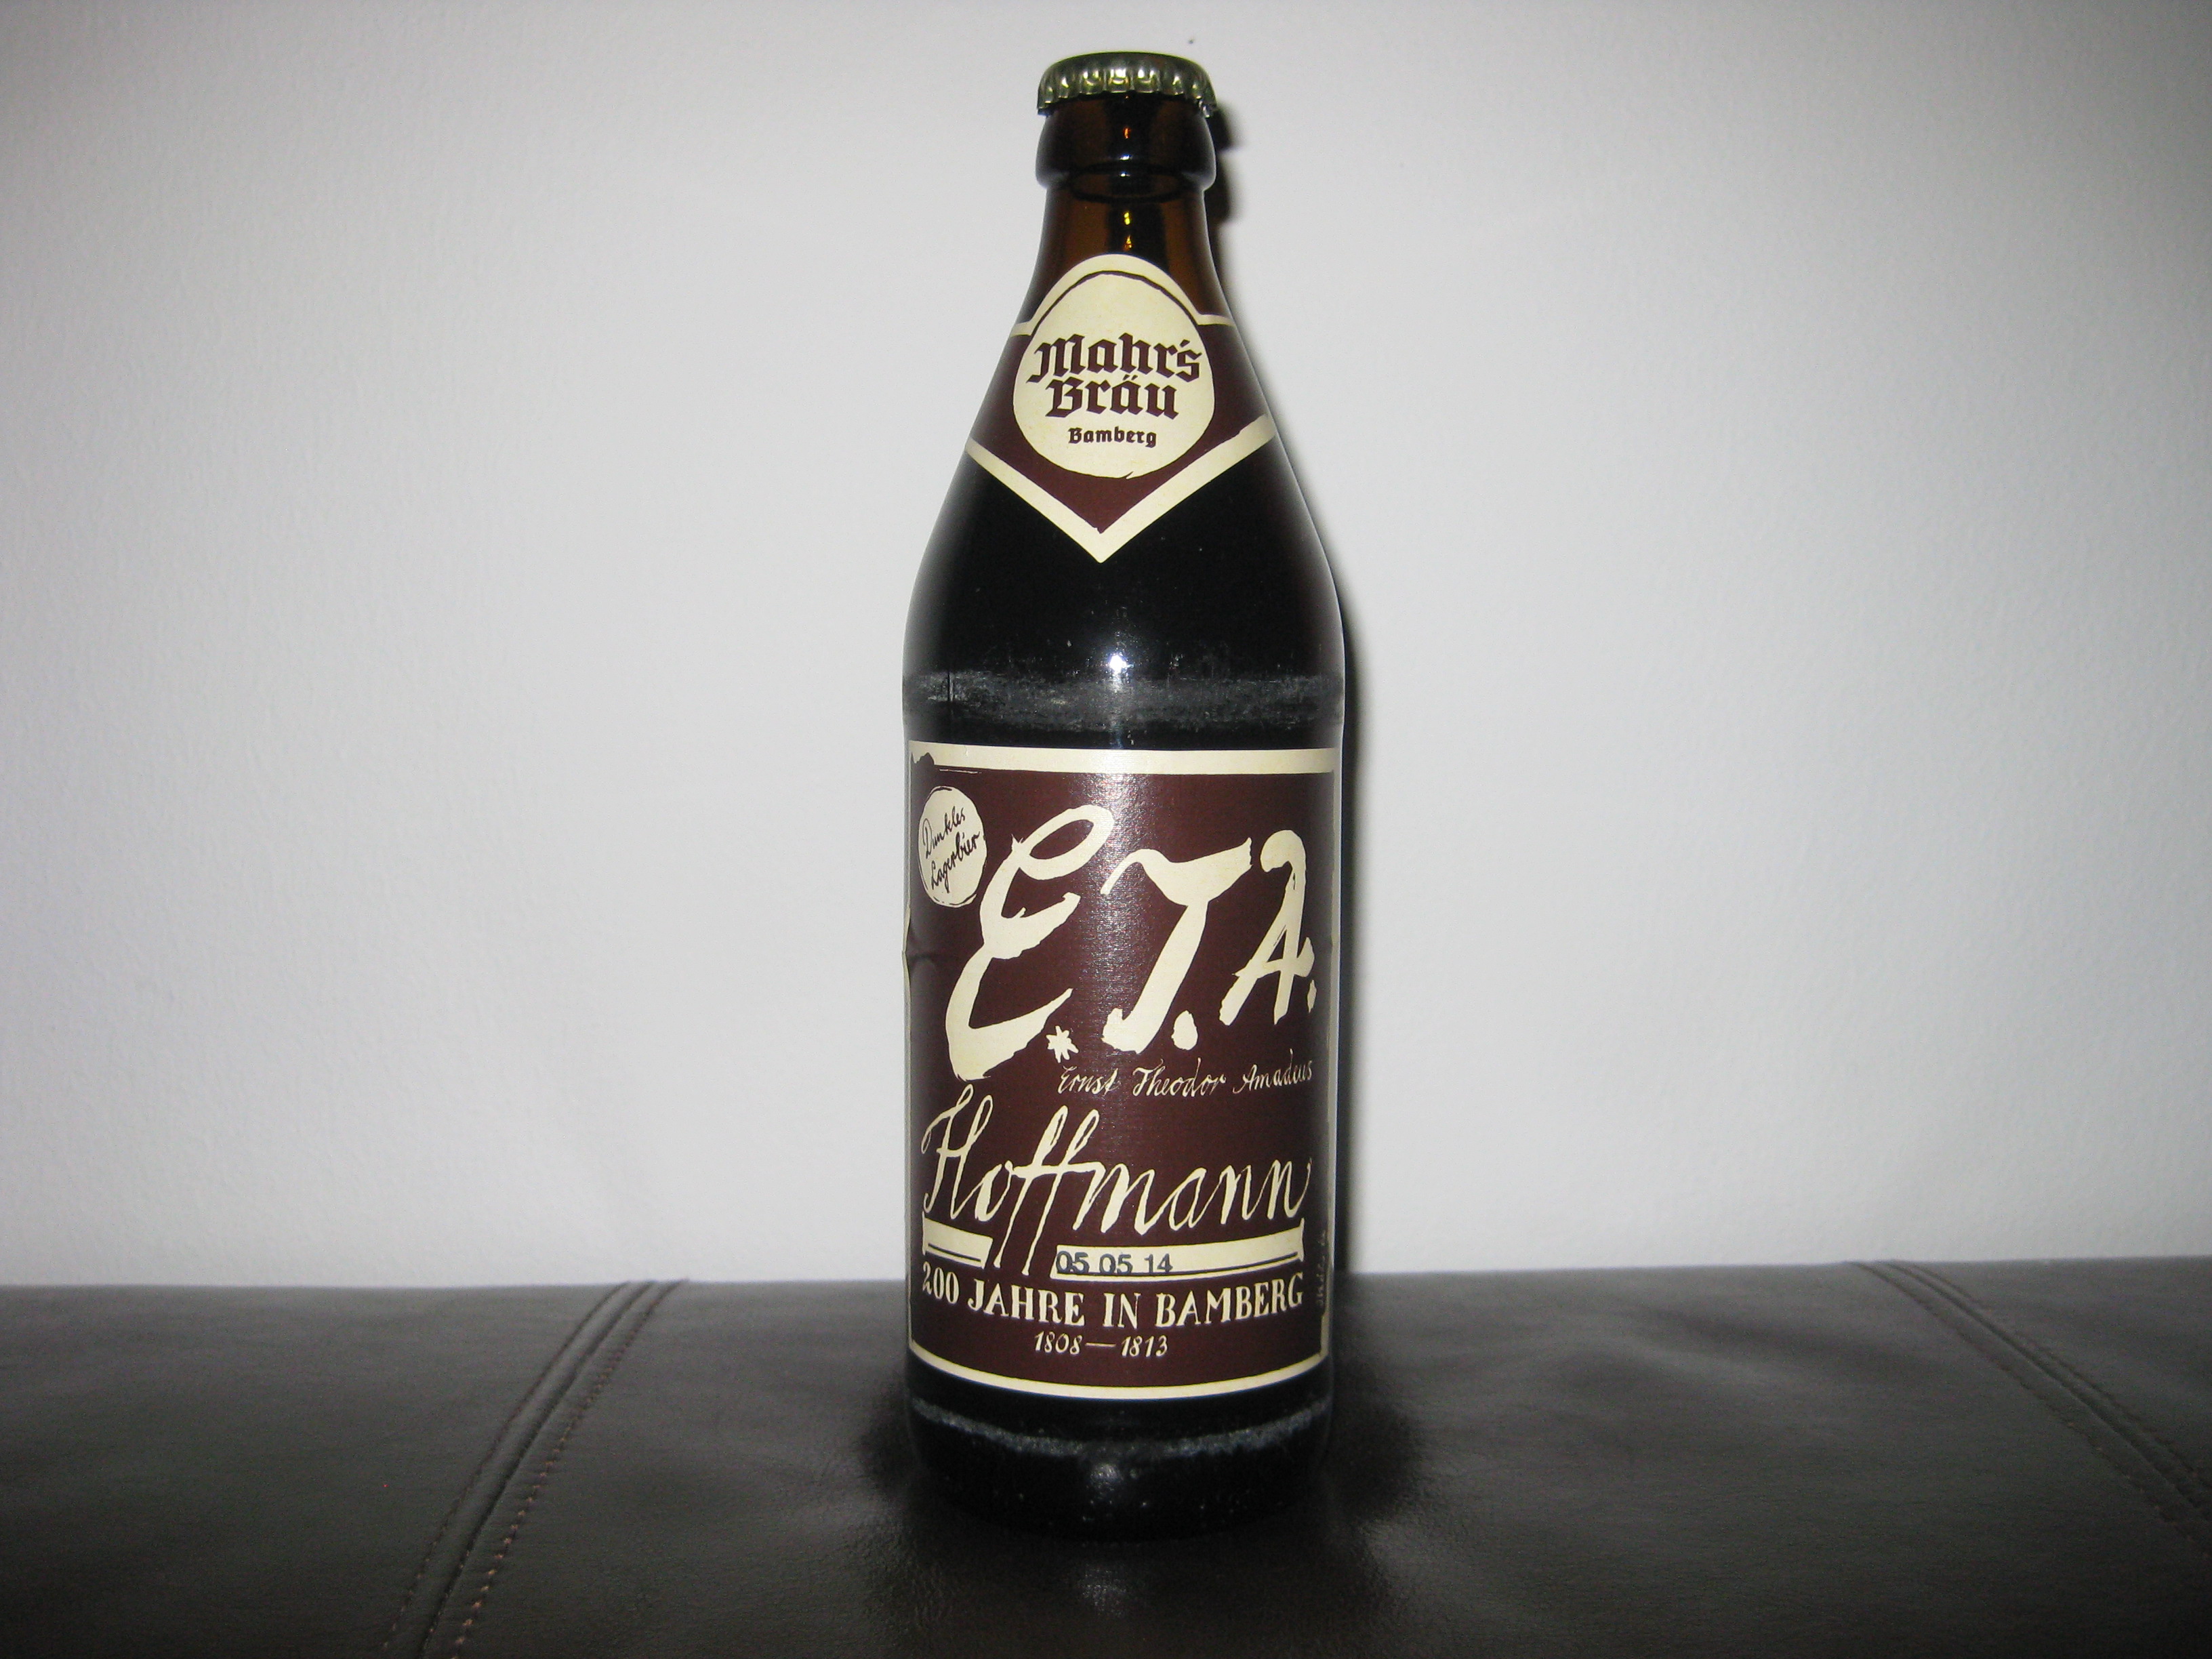 Mahr's
Bräu
Bamberg
Dunkles
Lagerbier
E.T.A.
Ernst Theodor Amadeus
Hoffmann
05 05 14
200 JAHRE IN BAMBERG
1808—1813